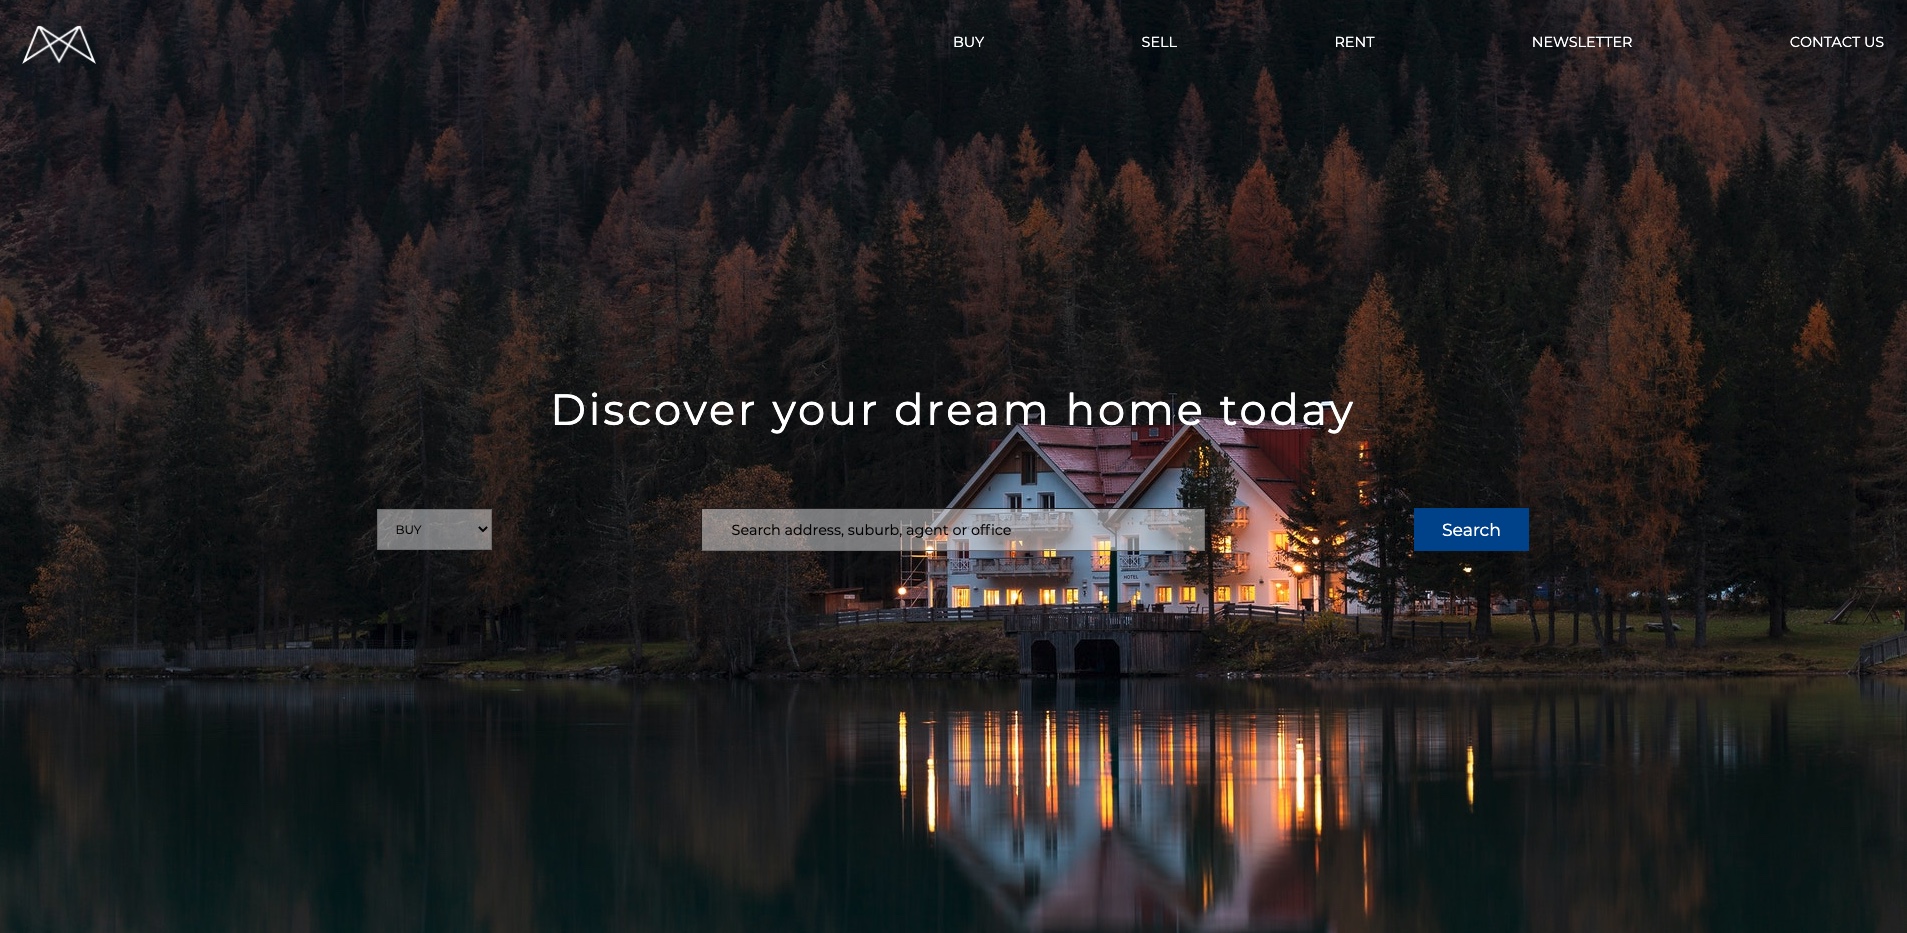 BUY
SELL
RENT
NEWSLETTER
CONTACT US
Discover your dream home today
BUY
Search address, suburb, agent or office
Search
HOTEL